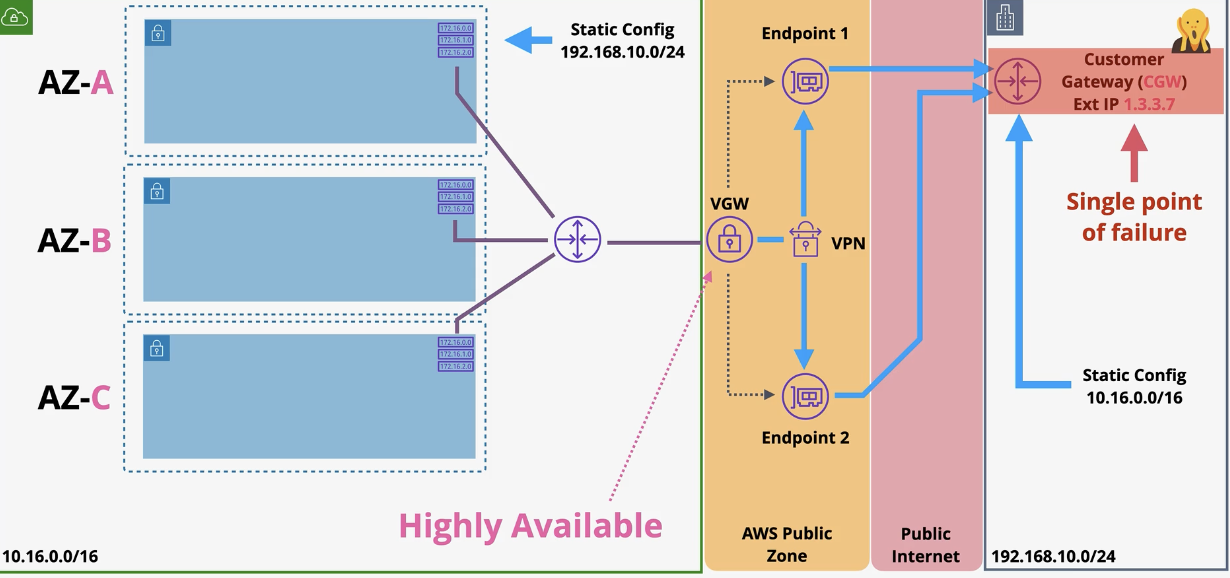 AZ-A
172.16.0.0
172.16.1.0
172.16.2.0
Static Config
192.168.10.0/24
AZ-B
172.16.0.0
172.16.1.0
172.16.2.0
AZ-C
172.16.0.0
172.16.1.0
172.16.2.0
Highly Available
10.16.0.0/16
Endpoint 1
VGW
VPN
Endpoint 2
AWS Public
Zone
Public
Internet
Customer
Gateway (CGW)
Ext IP 1.3.3.7
Single point
of failure
Static Config
10.16.0.0/16
192.168.10.0/24